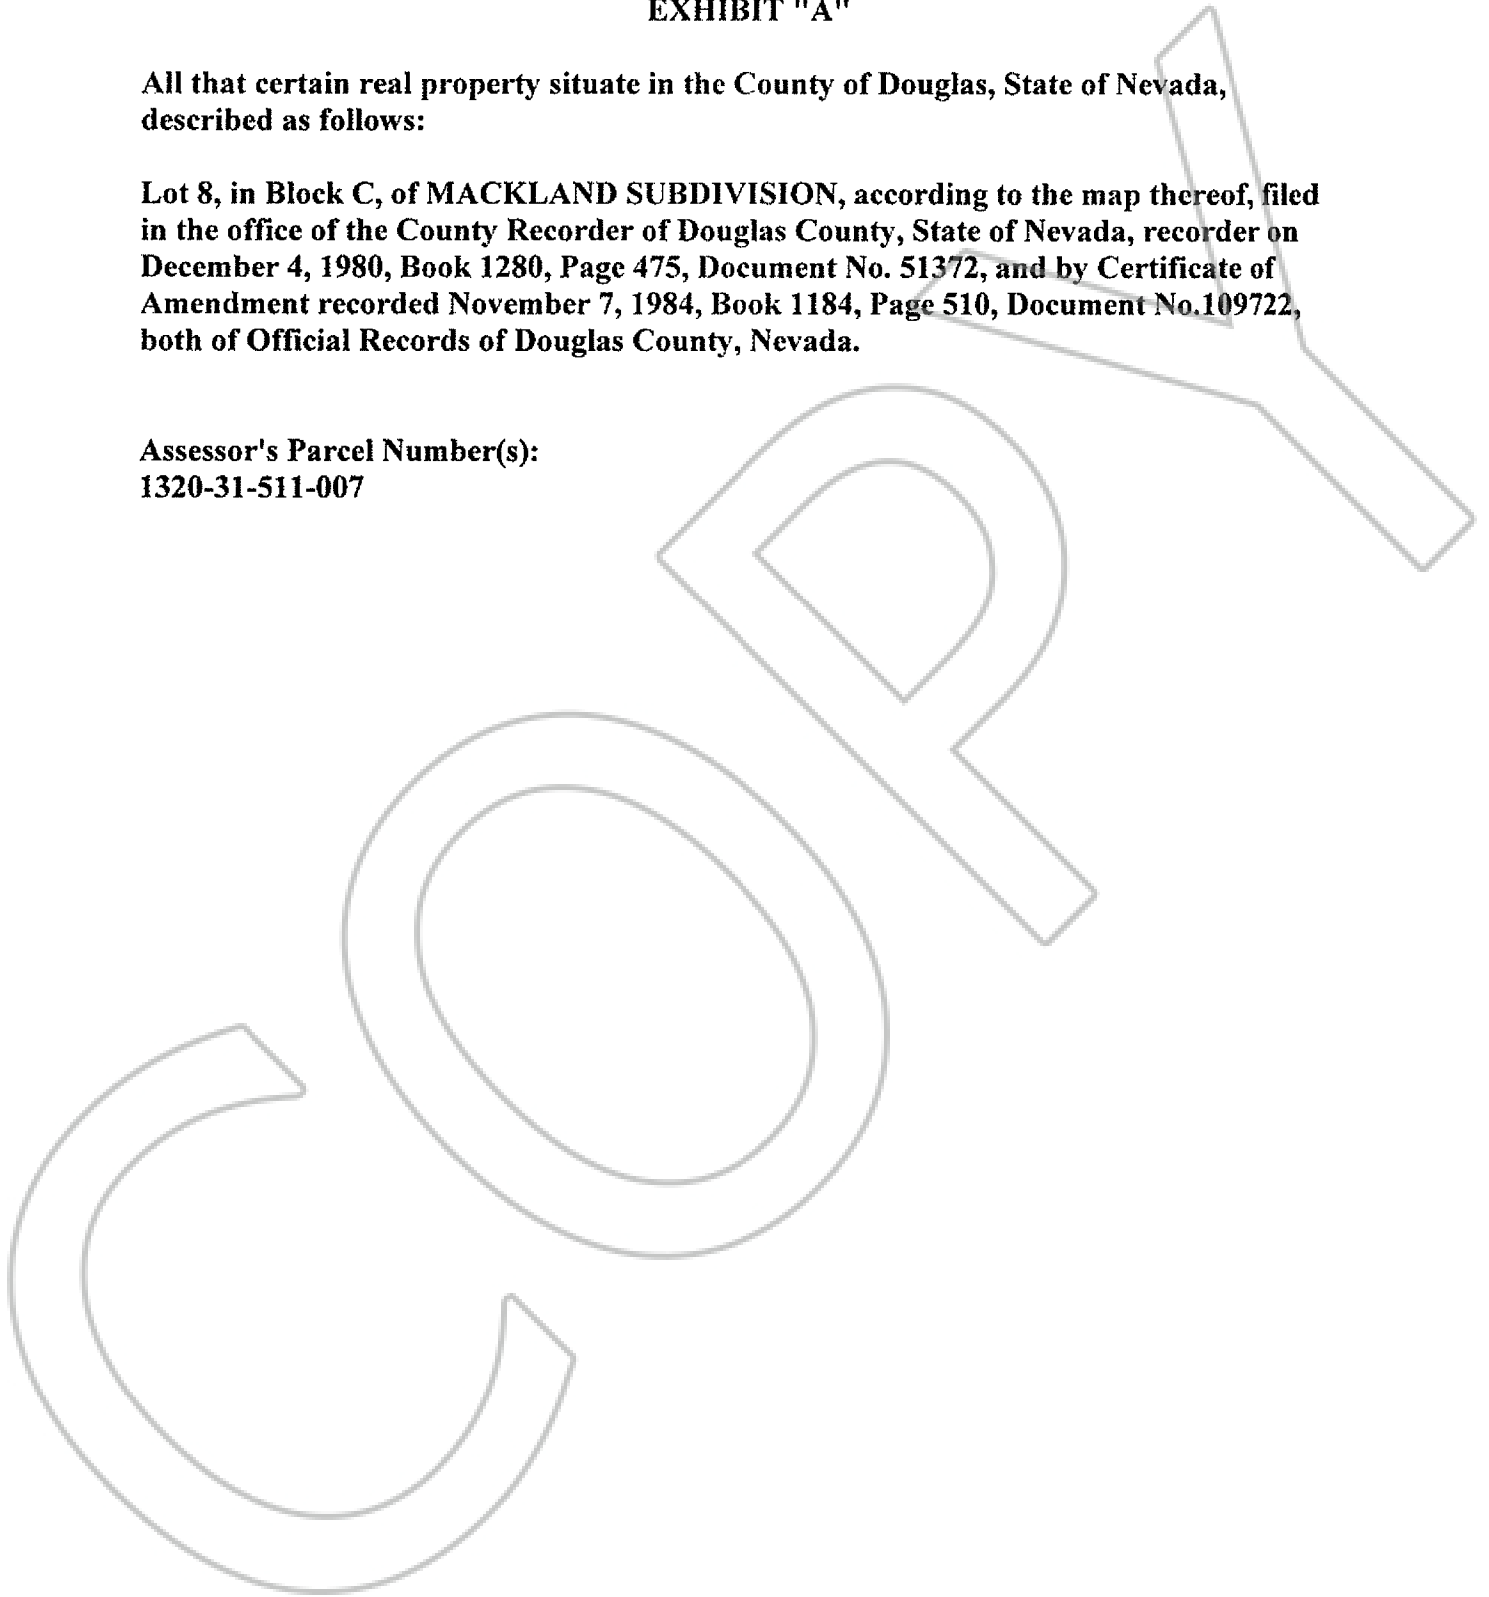 EXHIBIT "A"
All that certain real property situate in the County of Douglas, State of Nevada,
described as follows:
Lot 8, in Block C, of MACKLAND SUBDIVISION, according to the map thereof, filed
in the office of the County Recorder of Douglas County, State of Nevada, recorder on
December 4, 1980, Book 1280, Page 475, Document No. 51372, and by Certificate of
Amendment recorded November 7, 1984, Book 1184, Page 510, Document No.109722,
both of Official Records of Douglas County, Nevada.
Assessor's Parcel Number(s):
1320-31-511-007
COPY